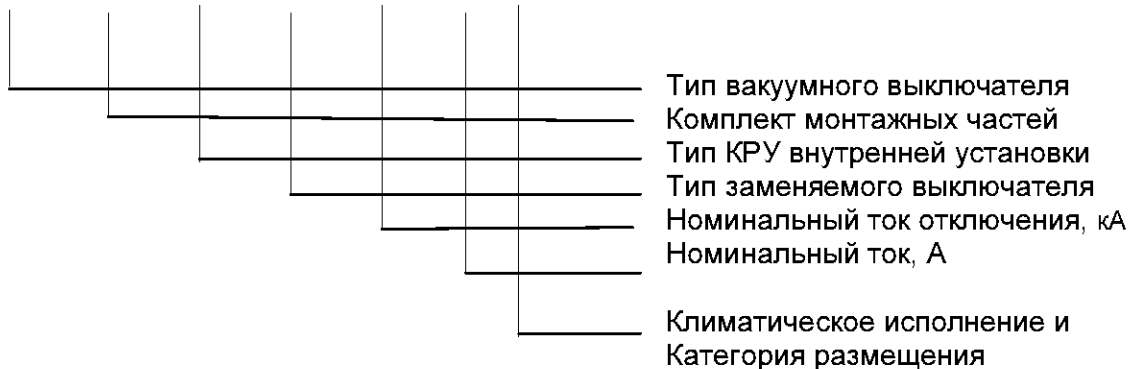 Тип вакуумного выключателя
Комплект монтажных частей
Тип КРУ внутренней установки
Тип заменяемого выключателя
Номинальный ток отключения, кА
Номинальный ток, А
Климатическое исполнение и
Категория размещения